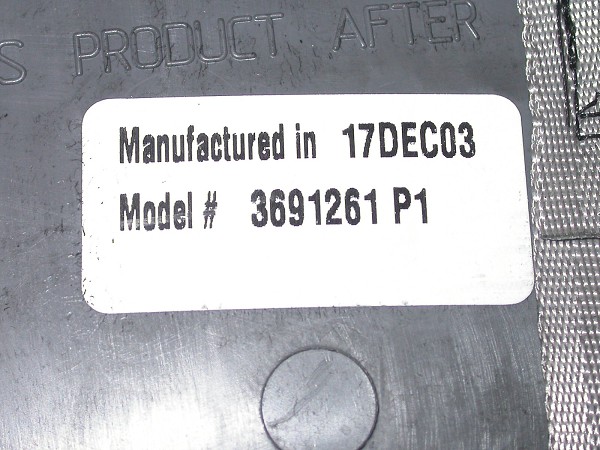 S PRODUCT AFTER
Manufactured in 17DEC03
Model # 3691261 P1